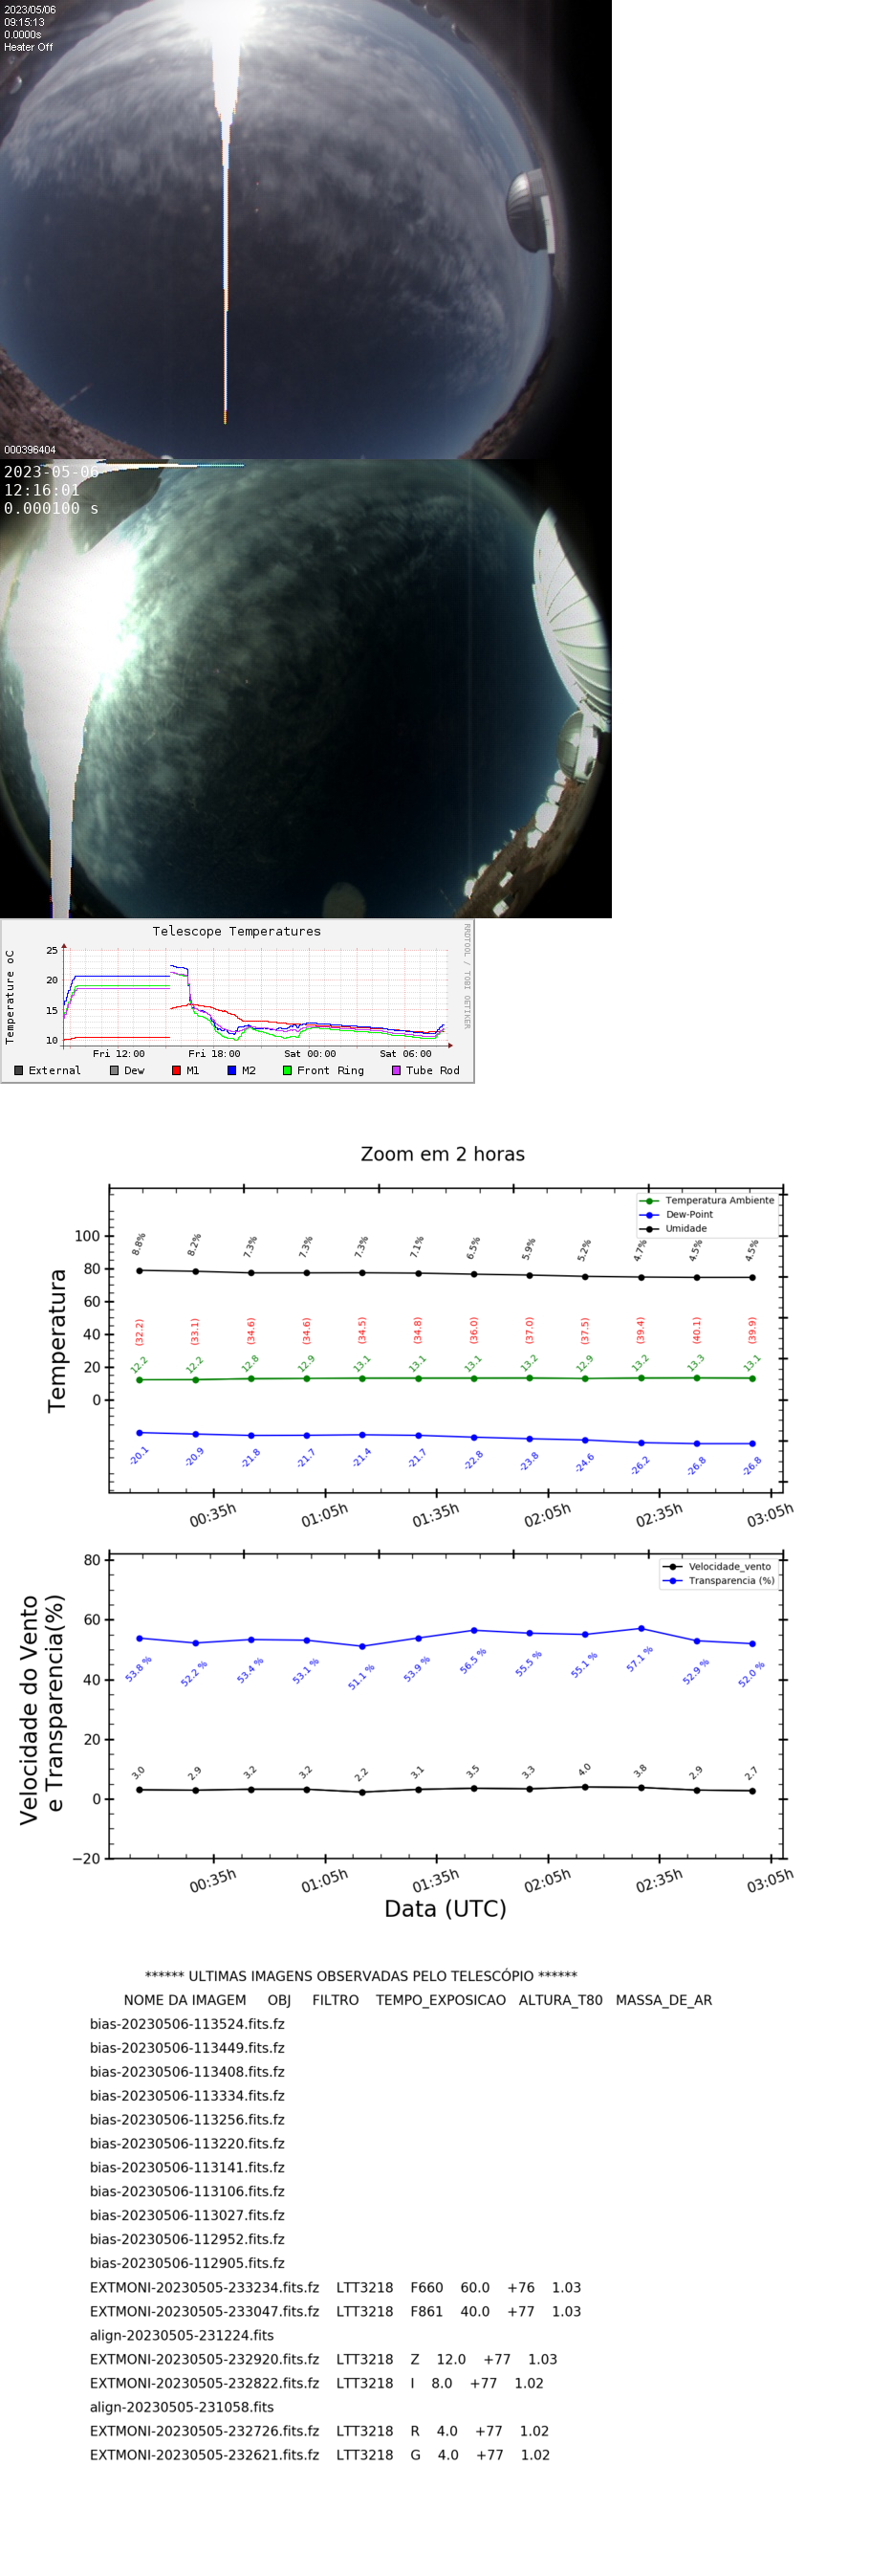 2023/05/06
09:15:13
0.0000s
Heater Off
000396404
2023-05-06
12:16:01
0.000100 s
Telescope Temperatures
RRDTOOL / TOBI OETIKER
Temperature oC
25
20
15
10
Fri 12:00 Fri 18:00 Sat 00:00 Sat 06:00
External Dew M1 M2 Front Ring Tube Rod
Zoom em 2 horas
Temperatura Ambiente
Dew-Point
Umidade
Temperatura
100
80
60
40
20
0
8.8% 8.2% 7.3% 7.3% 7.3% 7.1% 6.5% 5.9% 5.2% 4.7% 4.5% 4.5%
(32.2) (33.1) (34.6) (34.6) (34.5) (34.8) (36.0) (37.0) (37.5) (39.4) (40.1) (39.9)
12.2 12.2 12.8 12.9 13.1 13.1 13.1 13.2 12.9 13.2 13.3 13.1
-20.1 -20.9 -21.8 -21.7 -21.4 -21.7 -22.8 -23.8 -24.6 -26.2 -26.8 -26.8
00:35h 01:05h 01:35h 02:05h 02:35h 03:05h
Velocidade_vento
Transparencia (%)
Velocidade do Vento
e Transparencia(%)
80
60
40
20
0
−20
53.8 % 52.2 % 53.4 % 53.1 % 51.1 % 53.9 % 56.5 % 55.5 % 55.1 % 57.1 % 52.9 % 52.0 %
3.0 2.9 3.2 3.2 2.2 3.1 3.5 3.3 4.0 3.8 2.9 2.7
00:35h 01:05h 01:35h 02:05h 02:35h 03:05h
Data (UTC)
****** ULTIMAS IMAGENS OBSERVADAS PELO TELESCÓPIO ******
NOME DA IMAGEM OBJ FILTRO TEMPO_EXPOSICAO ALTURA_T80 MASSA_DE_AR
bias-20230506-113524.fits.fz
bias-20230506-113449.fits.fz
bias-20230506-113408.fits.fz
bias-20230506-113334.fits.fz
bias-20230506-113256.fits.fz
bias-20230506-113220.fits.fz
bias-20230506-113141.fits.fz
bias-20230506-113106.fits.fz
bias-20230506-113027.fits.fz
bias-20230506-112952.fits.fz
bias-20230506-112905.fits.fz
EXTMONI-20230505-233234.fits.fz LTT3218 F660 60.0 +76 1.03
EXTMONI-20230505-233047.fits.fz LTT3218 F861 40.0 +77 1.03
align-20230505-231224.fits
EXTMONI-20230505-232920.fits.fz LTT3218 Z 12.0 +77 1.03
EXTMONI-20230505-232822.fits.fz LTT3218 I 8.0 +77 1.02
align-20230505-231058.fits
EXTMONI-20230505-232726.fits.fz LTT3218 R 4.0 +77 1.02
EXTMONI-20230505-232621.fits.fz LTT3218 G 4.0 +77 1.02